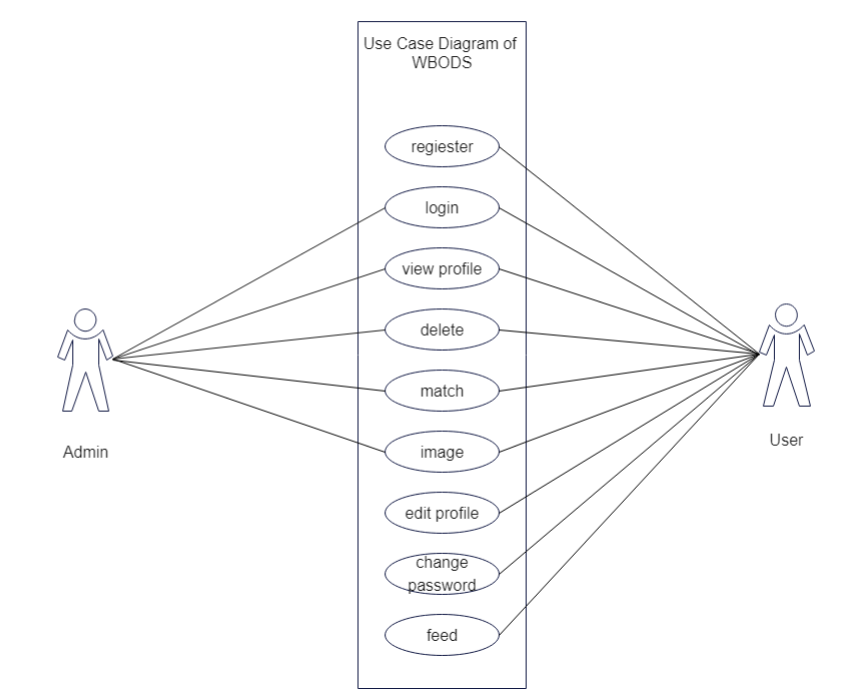 Use Case Diagram of
WBODS
regiester
login
view profile
delete
match
image
edit profile
change
password
feed
Admin
User